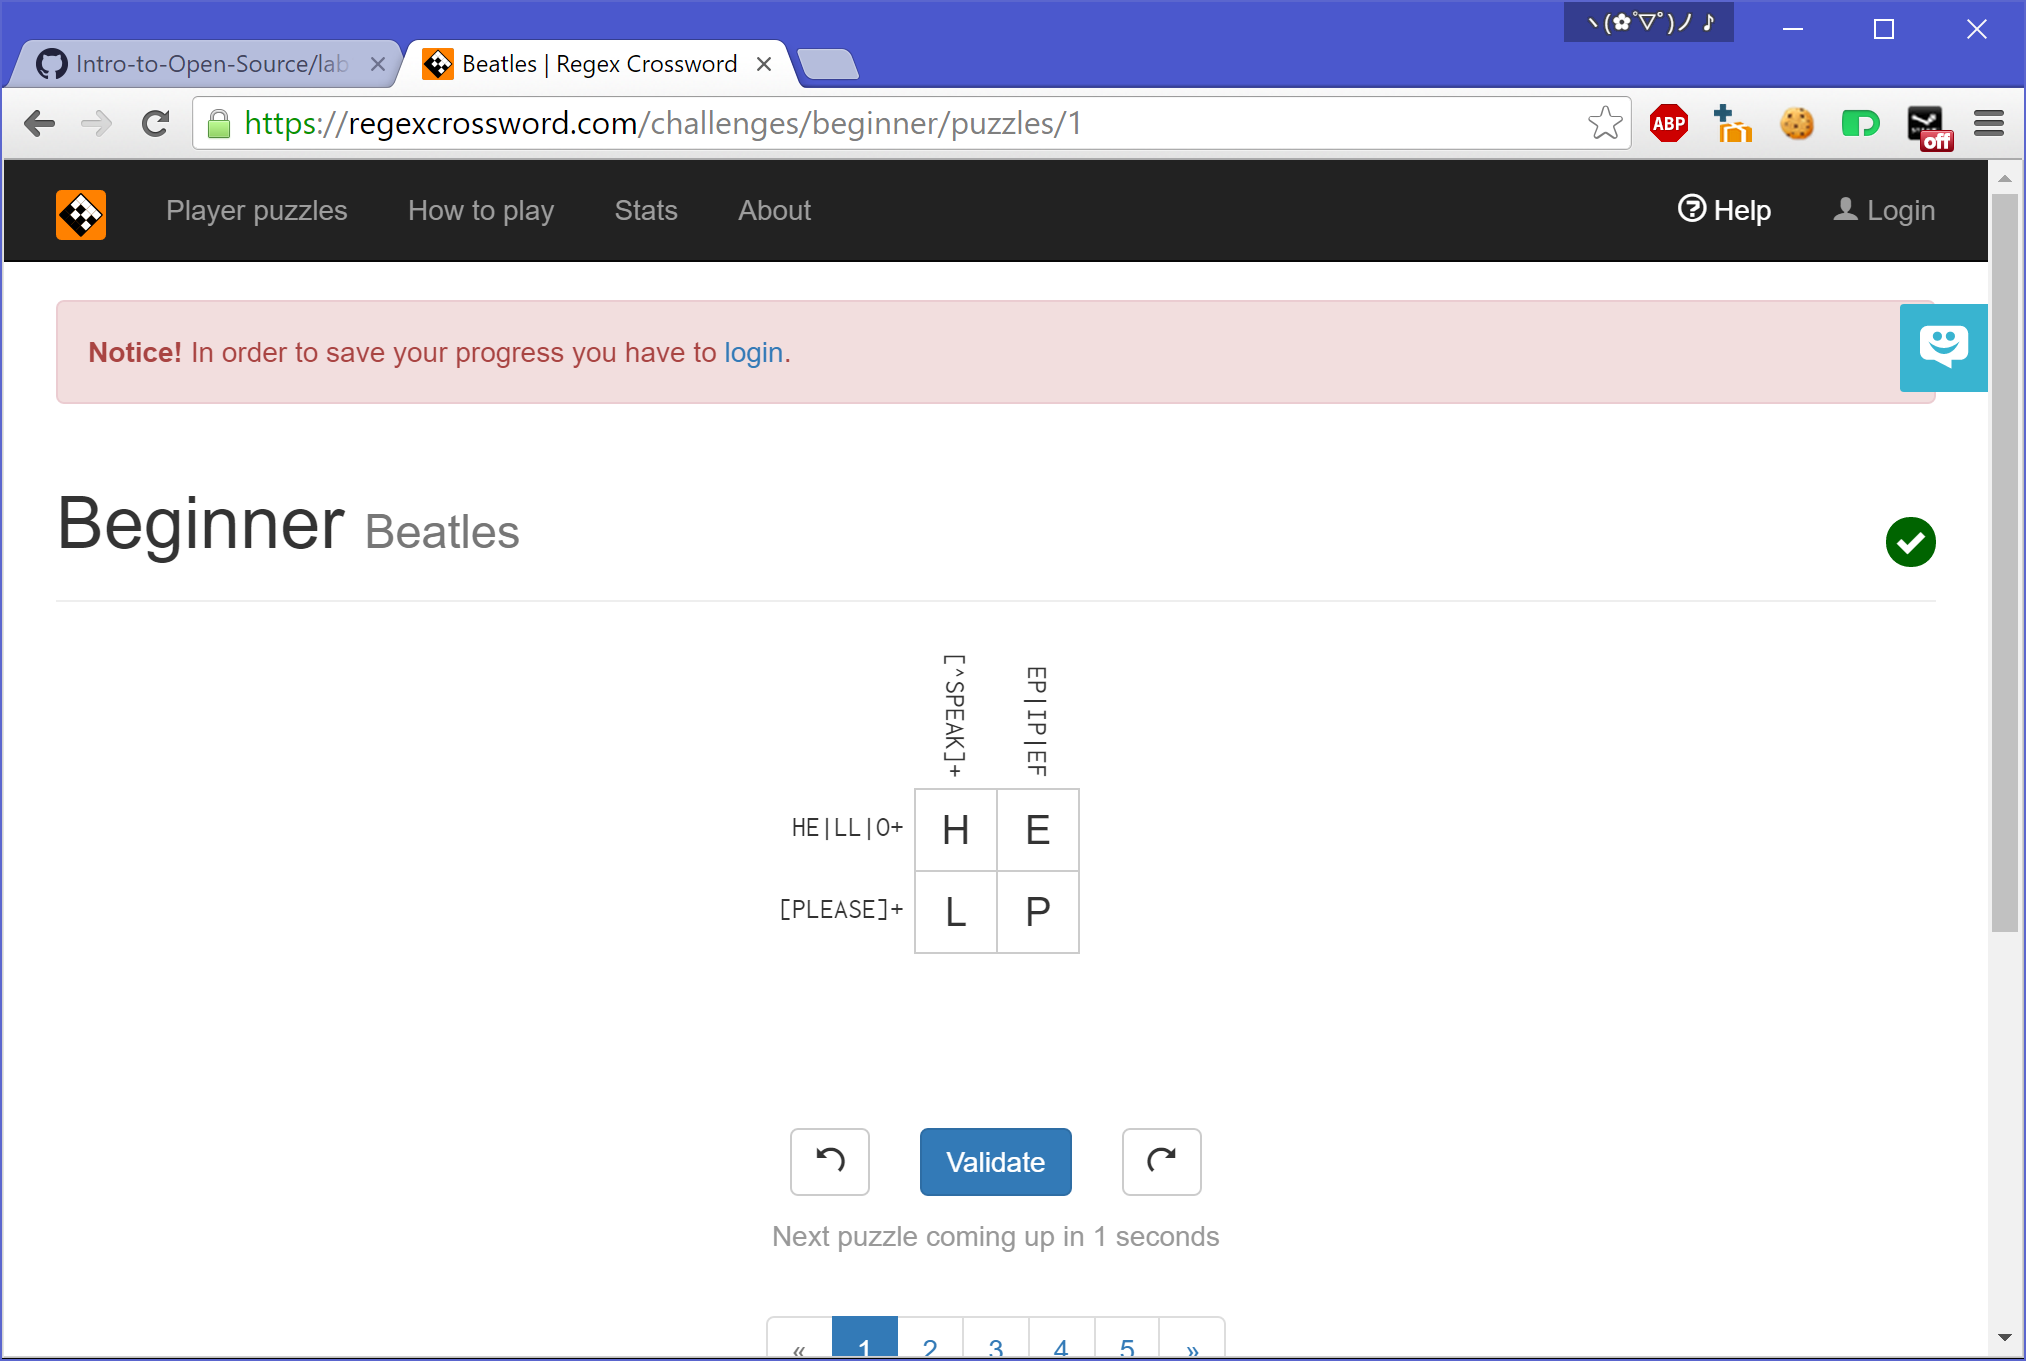 ヽ(✿ﾟ▽ﾟ)ノ ♪
Intro-to-Open-Source/lab
Beatles | Regex Crossword
https://regexcrossword.com/challenges/beginner/puzzles/1
ABP
off
Player puzzles How to play Stats About Help Login
Notice! In order to save your progress you have to login.
Beginner Beatles
[^SPEAK]+
EP|IP|EF
HE|LL|O+ H E
[PLEASE]+ L P
Validate
Next puzzle coming up in 1 seconds
« 1 2 3 4 5 »